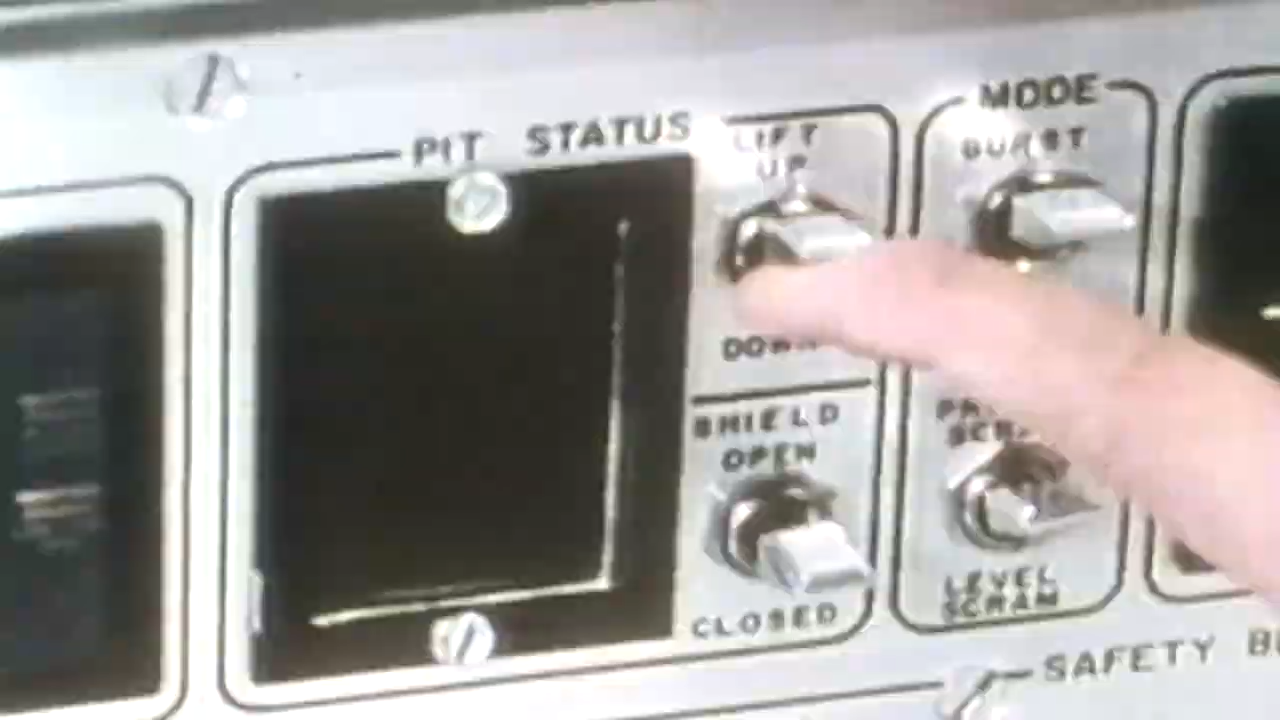 PIT STATUS
LIFT
UP
DOWN
SHIELD
OPEN
CLOSED
MODE
BURST
LEVEL
SCRAM
SAFETY